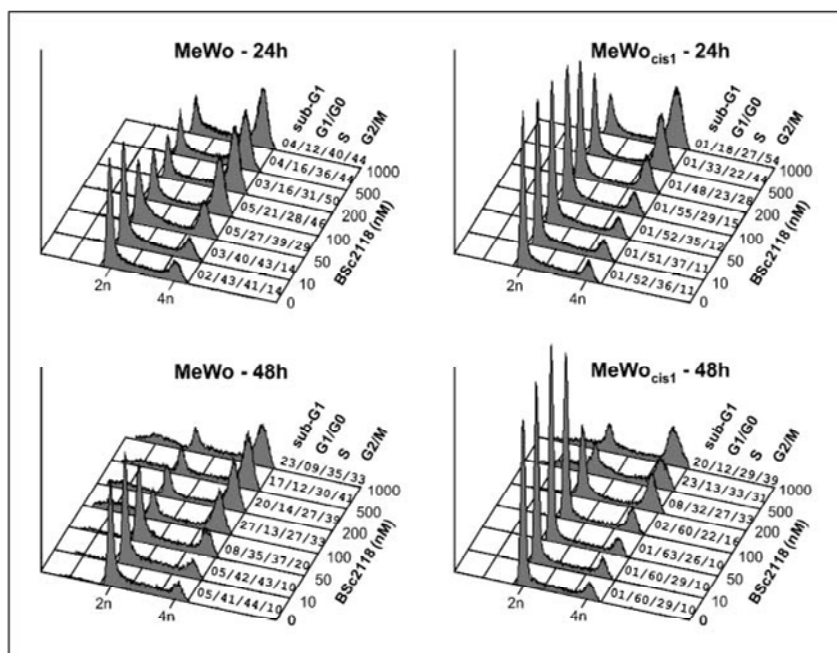 MeWo - 24h
sub-G1
G1/G0
S
G2/M
04/12/40/44
04/16/36/44
03/16/31/50
05/21/28/46
05/27/39/29
03/40/43/14
02/43/41/14
1000
500
200
100
50
10
0
BSc2118 (nM)
2n
4n
MeWocis1 - 24h
sub-G1
G1/G0
S
G2/M
01/18/27/54
01/33/22/44
01/48/23/28
01/55/29/15
01/52/35/12
01/51/37/11
01/52/36/11
1000
500
200
100
50
10
0
BSc2118 (nM)
2n
4n
MeWo - 48h
sub-G1
G1/G0
S
G2/M
23/09/35/33
17/12/30/41
20/14/27/39
27/13/27/33
08/35/37/20
05/42/43/10
05/41/44/10
1000
500
200
100
50
10
0
BSc2118 (nM)
2n
4n
MeWocis1 - 48h
sub-G1
G1/G0
S
G2/M
20/12/29/39
23/13/33/31
08/32/27/33
02/60/22/16
01/63/26/10
01/60/29/10
01/60/29/10
1000
500
200
100
50
10
0
BSc2118 (nM)
2n
4n